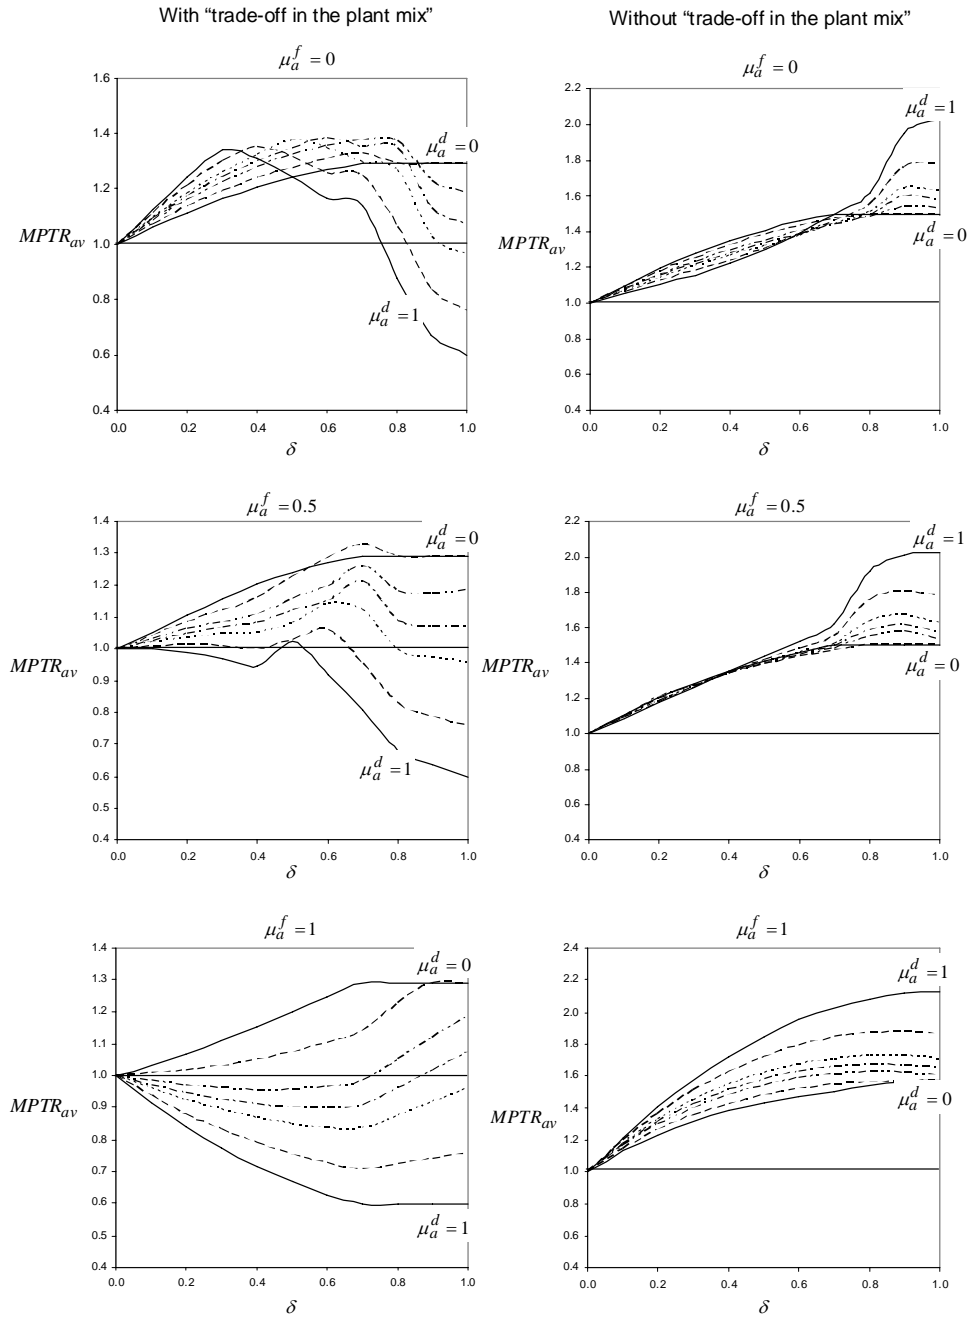 With “trade-off in the plant mix”
Without “trade-off in the plant mix”
μ_a^f = 0
1.6
1.4
1.2
1.0
0.8
0.6
0.4
MPTR_av
μ_a^d = 0
μ_a^d = 1
0.0 0.2 0.4 0.6 0.8 1.0
δ
μ_a^f = 0
2.2
2.0
1.8
1.6
1.4
1.2
1.0
0.8
0.6
0.4
MPTR_av
μ_a^d = 1
μ_a^d = 0
0.0 0.2 0.4 0.6 0.8 1.0
δ
μ_a^f = 0.5
1.4
1.3
1.2
1.1
1.0
0.9
0.8
0.7
0.6
0.5
0.4
MPTR_av
μ_a^d = 0
μ_a^d = 1
0.0 0.2 0.4 0.6 0.8 1.0
δ
μ_a^f = 0.5
2.2
2.0
1.8
1.6
1.4
1.2
1.0
0.8
0.6
0.4
MPTR_av
μ_a^d = 1
μ_a^d = 0
0.0 0.2 0.4 0.6 0.8 1.0
δ
μ_a^f = 1
1.4
1.3
1.2
1.1
1.0
0.9
0.8
0.7
0.6
0.5
0.4
MPTR_av
μ_a^d = 0
μ_a^d = 1
0.0 0.2 0.4 0.6 0.8 1.0
δ
μ_a^f = 1
2.4
2.2
2.0
1.8
1.6
1.4
1.2
1.0
0.8
0.6
0.4
MPTR_av
μ_a^d = 1
μ_a^d = 0
0.0 0.2 0.4 0.6 0.8 1.0
δ